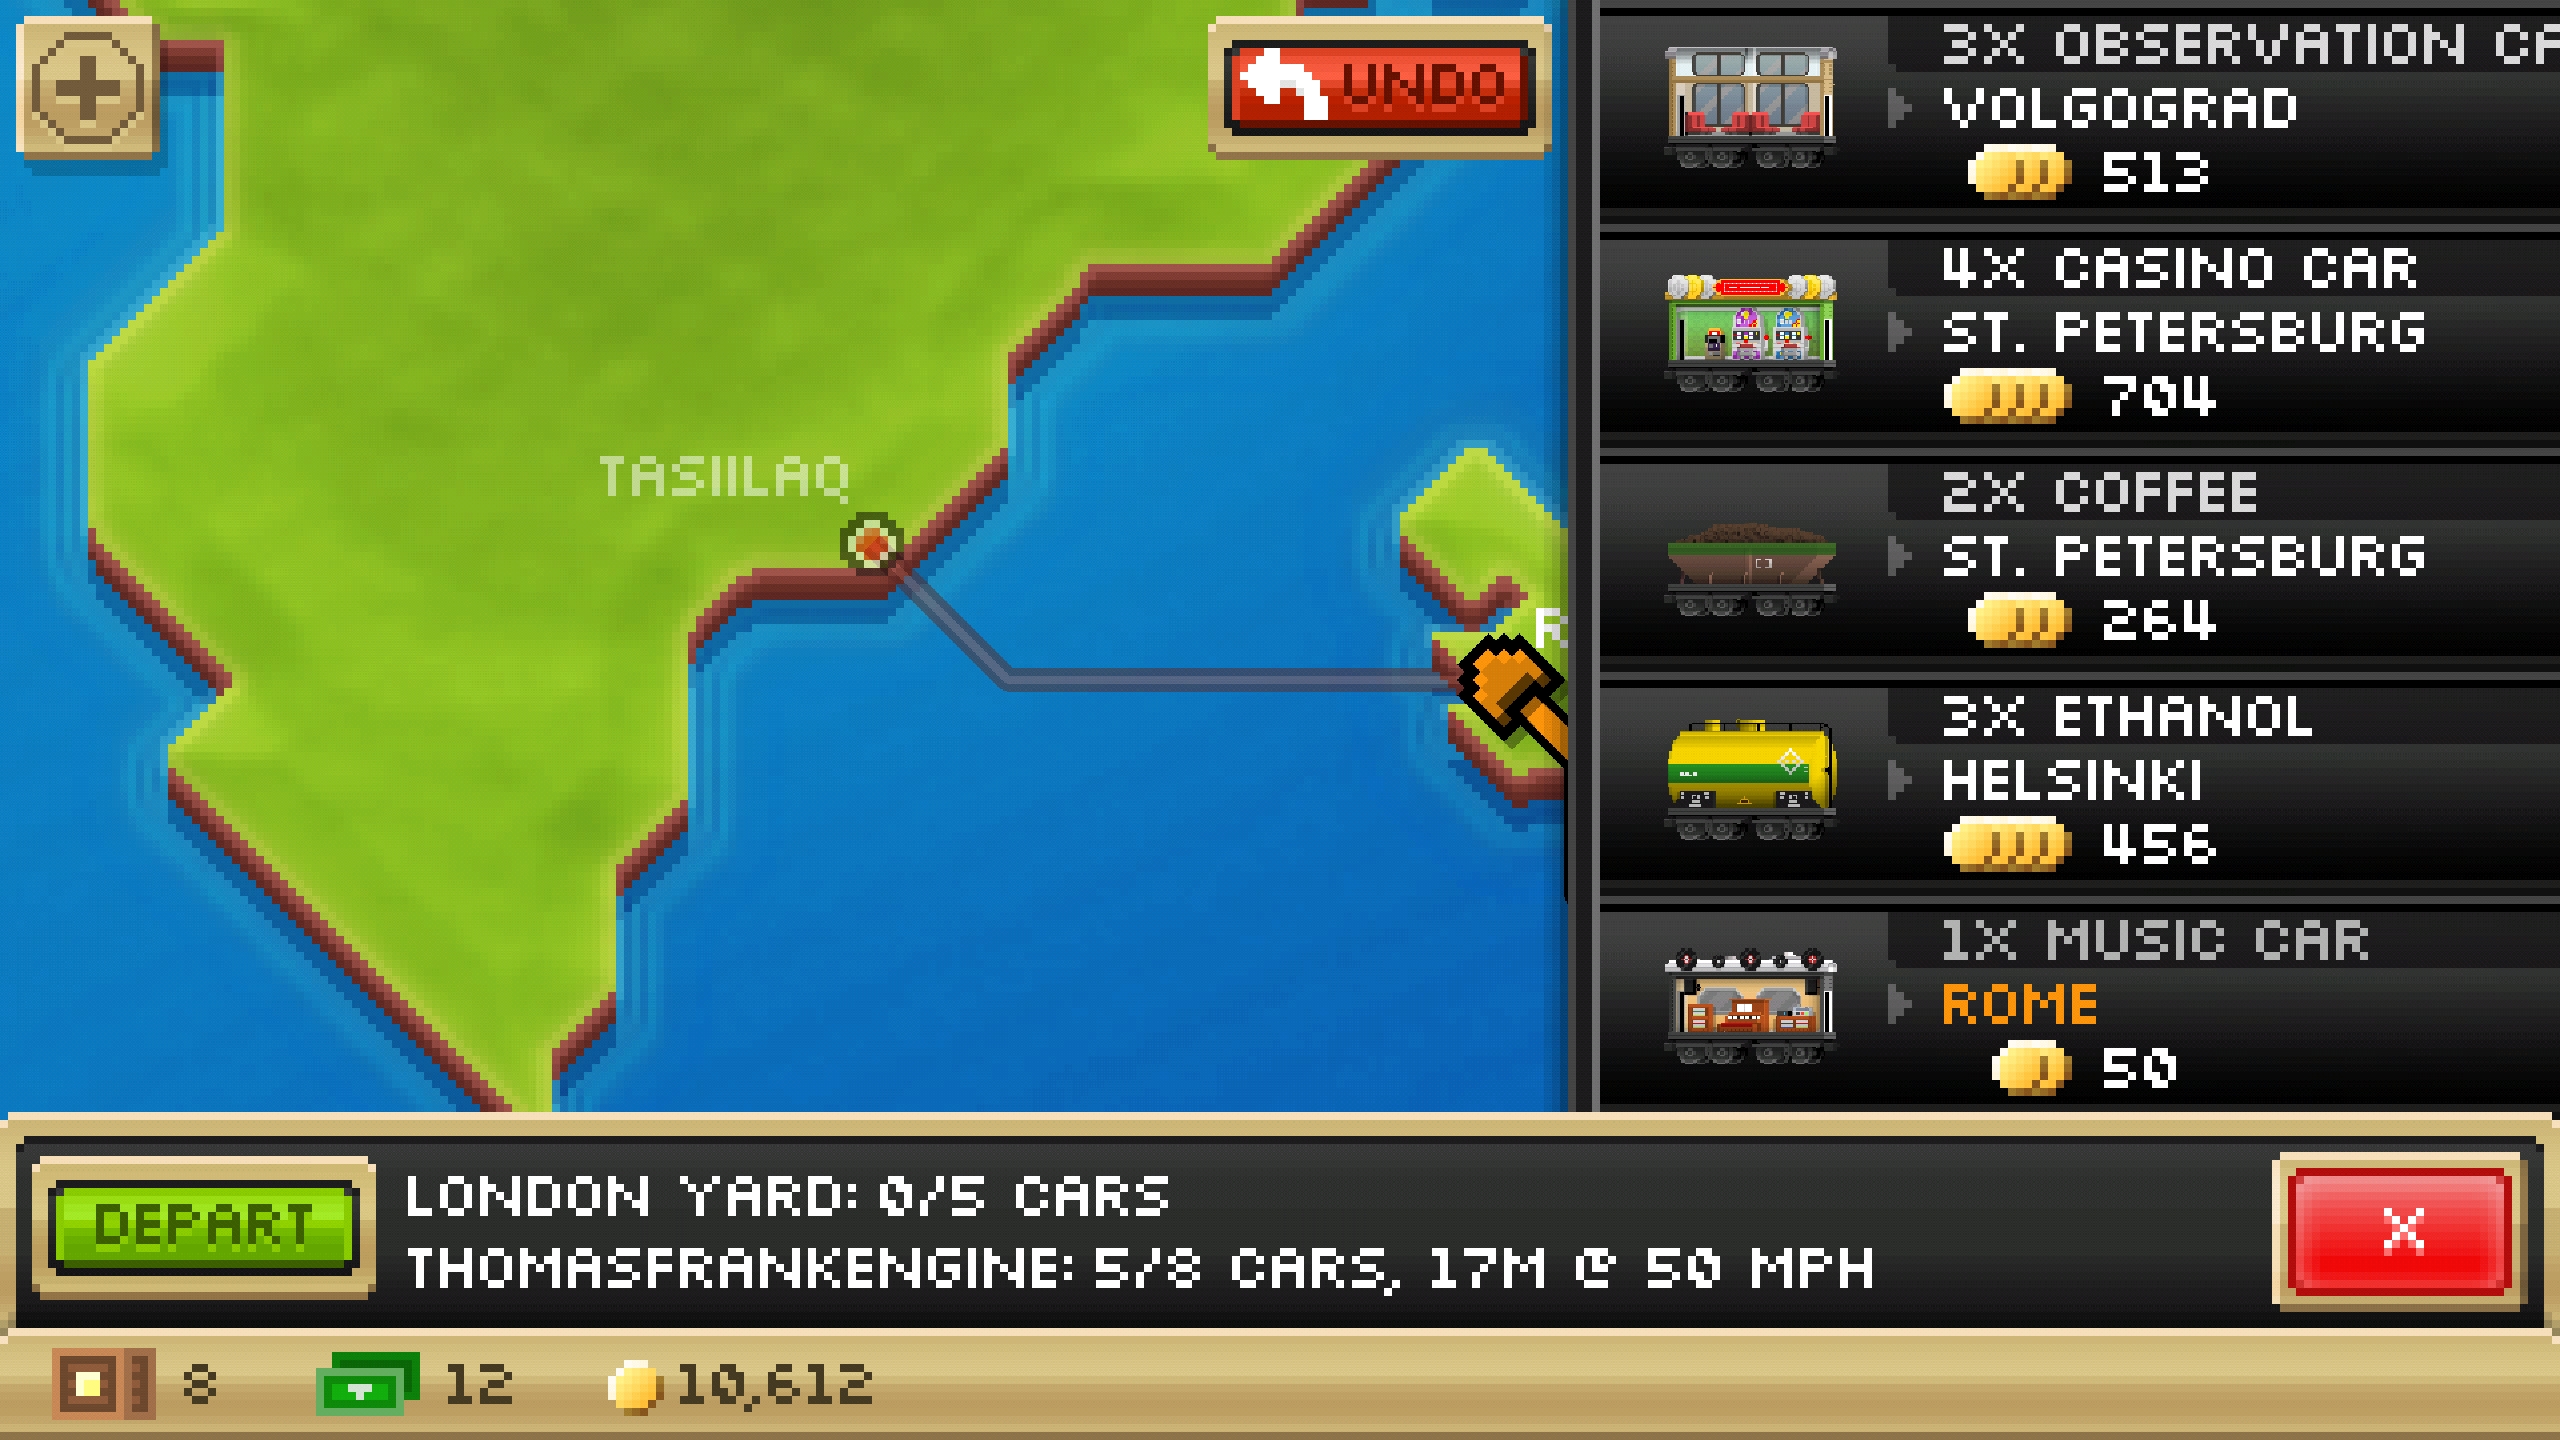 UNDO
TASIILAQ
R
3X OBSERVATION CA
VOLGOGRAD
513
4X CASINO CAR
ST. PETERSBURG
704
2X COFFEE
ST. PETERSBURG
264
3X ETHANOL
HELSINKI
456
1X MUSIC CAR
ROME
50
DEPART
LONDON YARD: 0/5 CARS
THOMASFRANKENGINE: 5/8 CARS, 17M @ 50 MPH
X
8
12
10,612